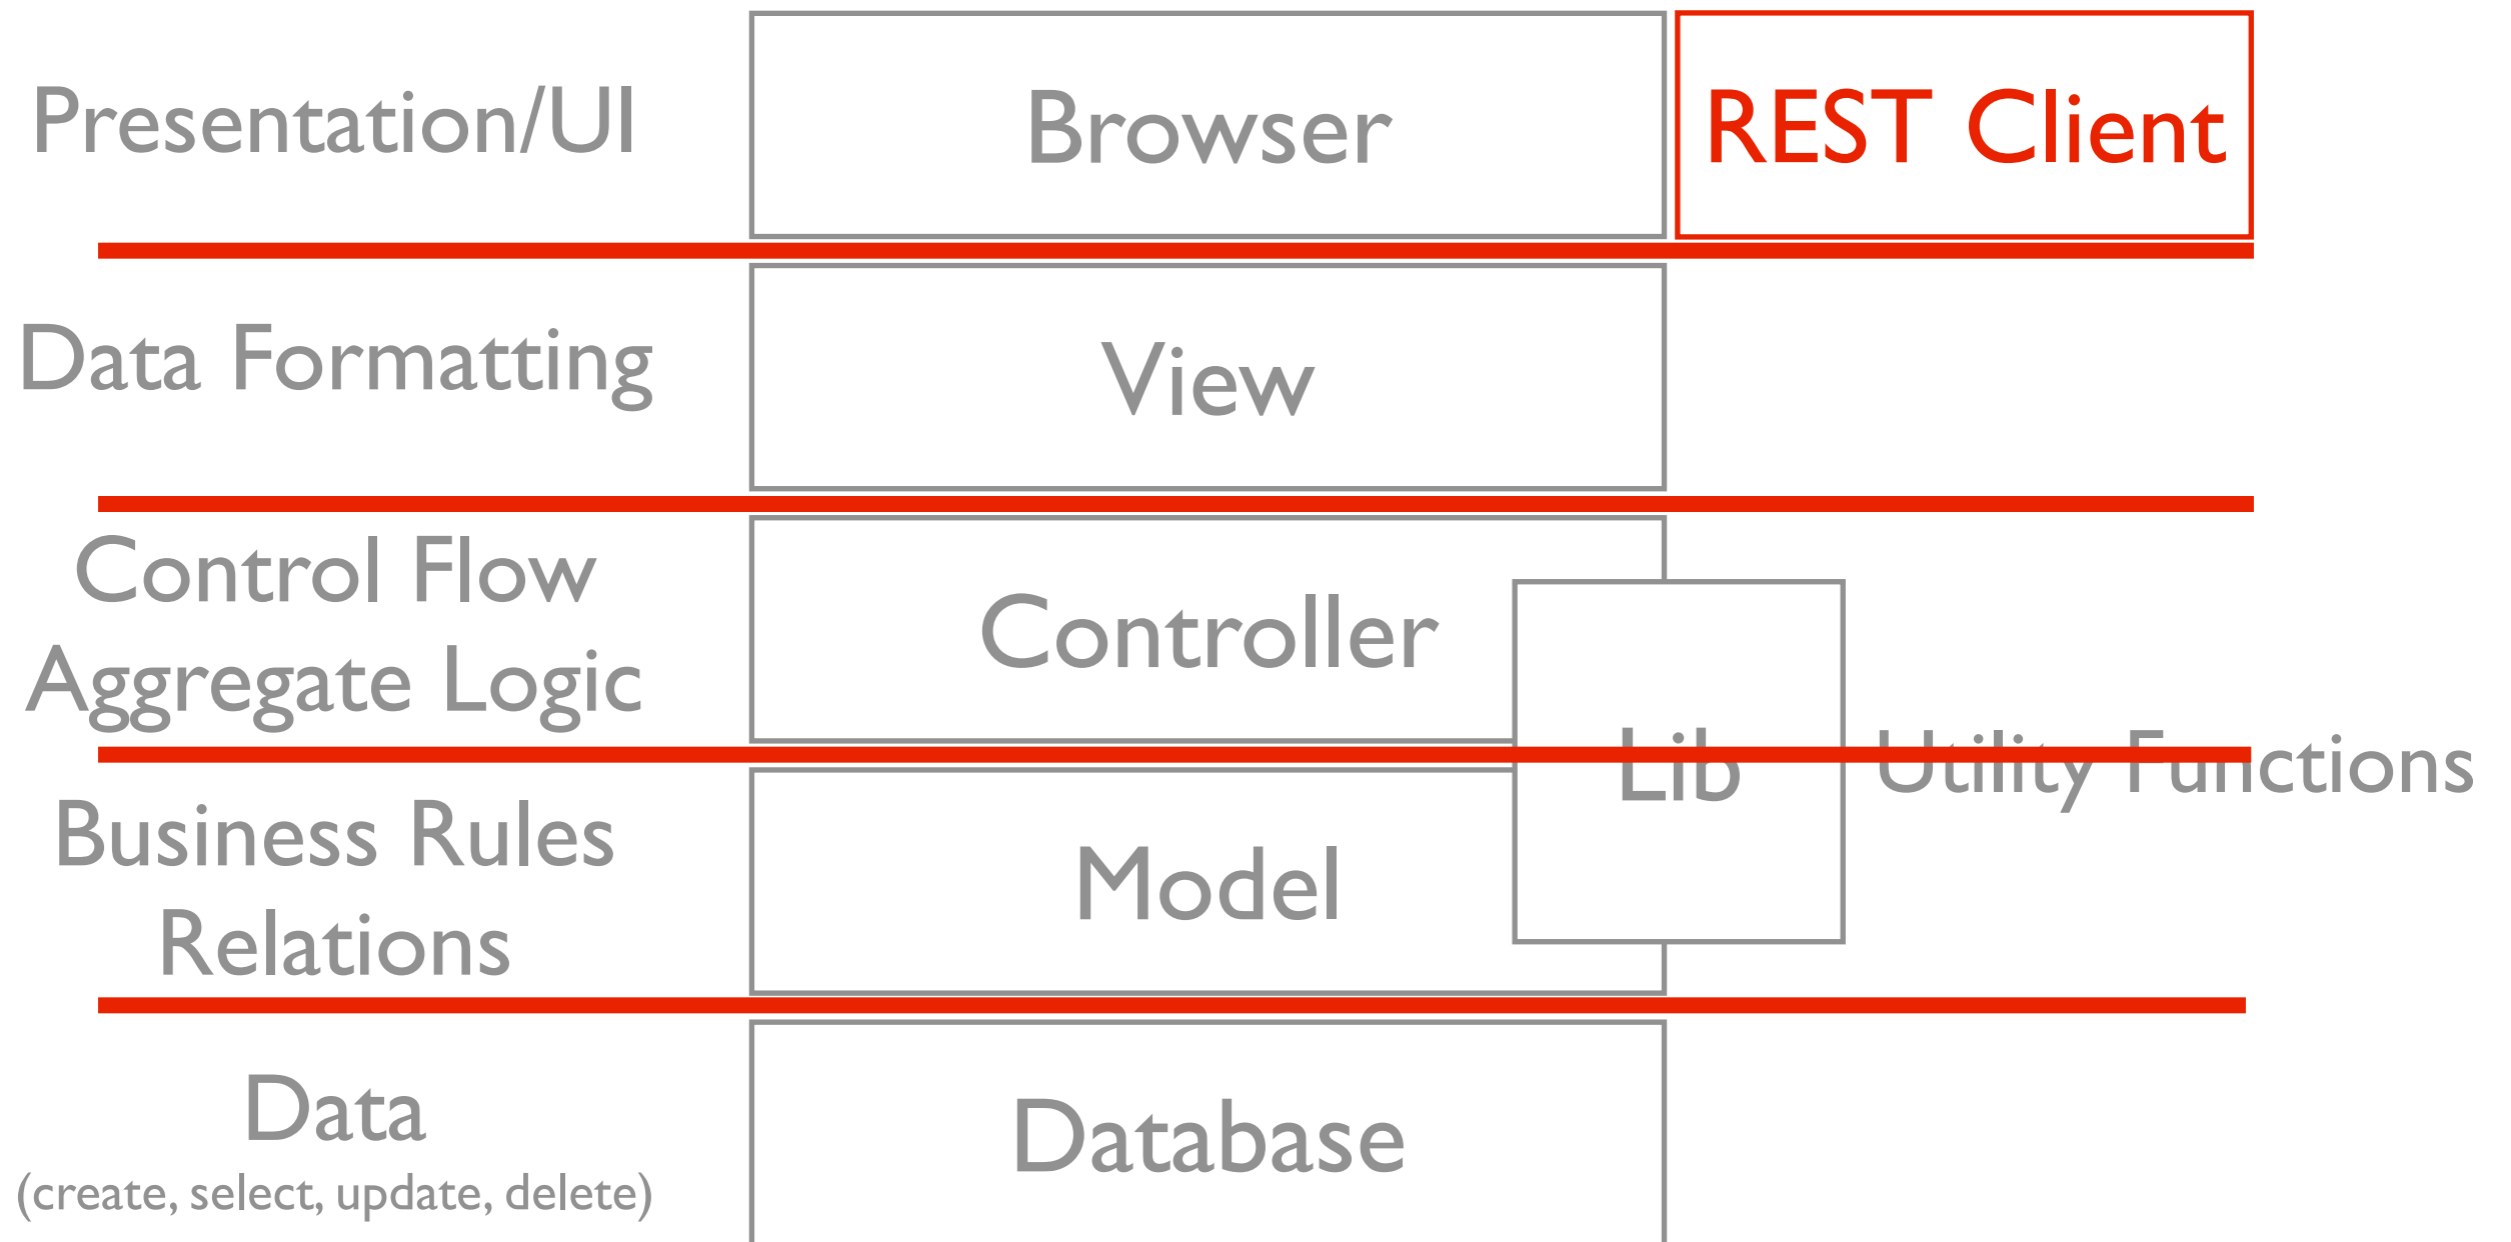 Presentation/UI
Browser
REST Client
Data Formatting
View
Control Flow
Aggregate Logic
Controller
Lib
Utility Functions
Business Rules
Relations
Model
Data
(create, select, update, delete)
Database